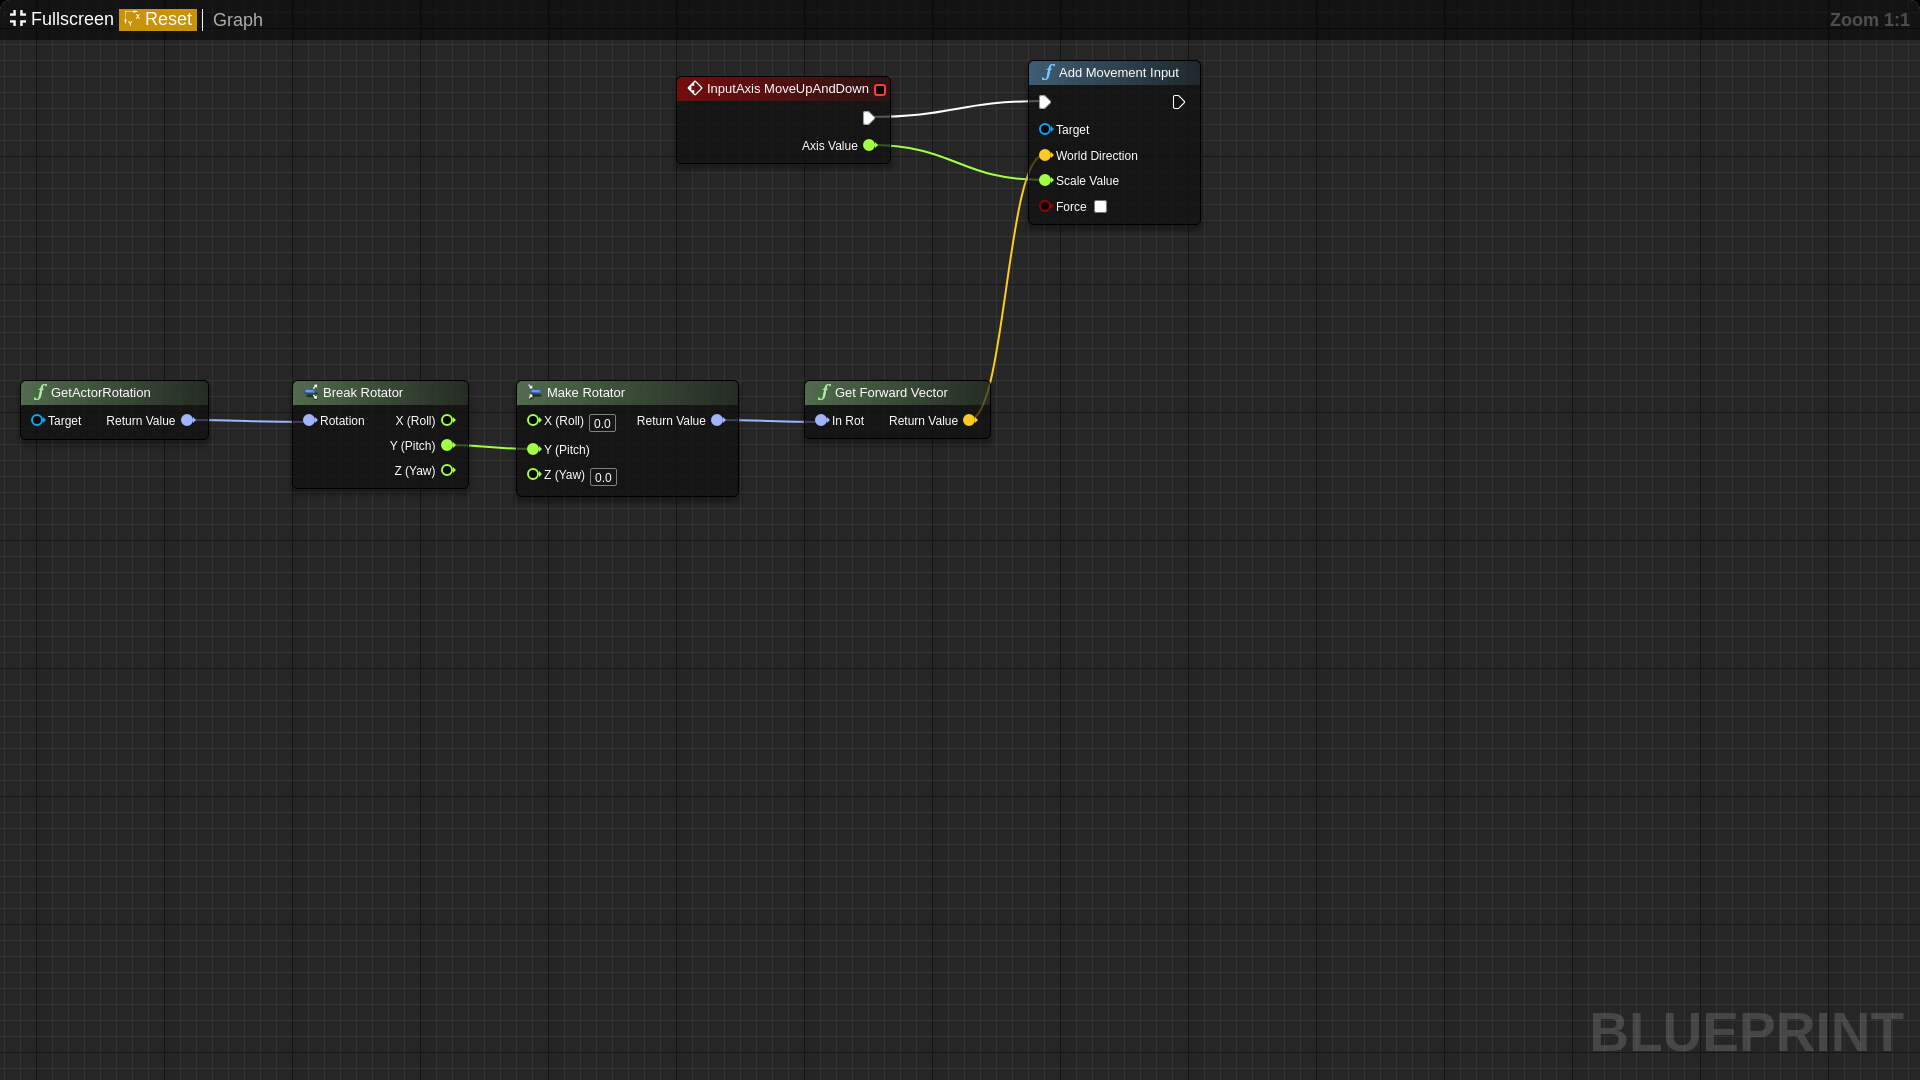 Fullscreen Reset Graph Zoom 1:1
InputAxis MoveUpAndDown
Axis Value
Add Movement Input
Target
World Direction
Scale Value
Force
GetActorRotation
Target Return Value
Break Rotator
Rotation X (Roll)
Y (Pitch)
Z (Yaw)
Make Rotator
X (Roll) 0.0 Return Value
Y (Pitch)
Z (Yaw) 0.0
Get Forward Vector
In Rot Return Value
BLUEPRINT